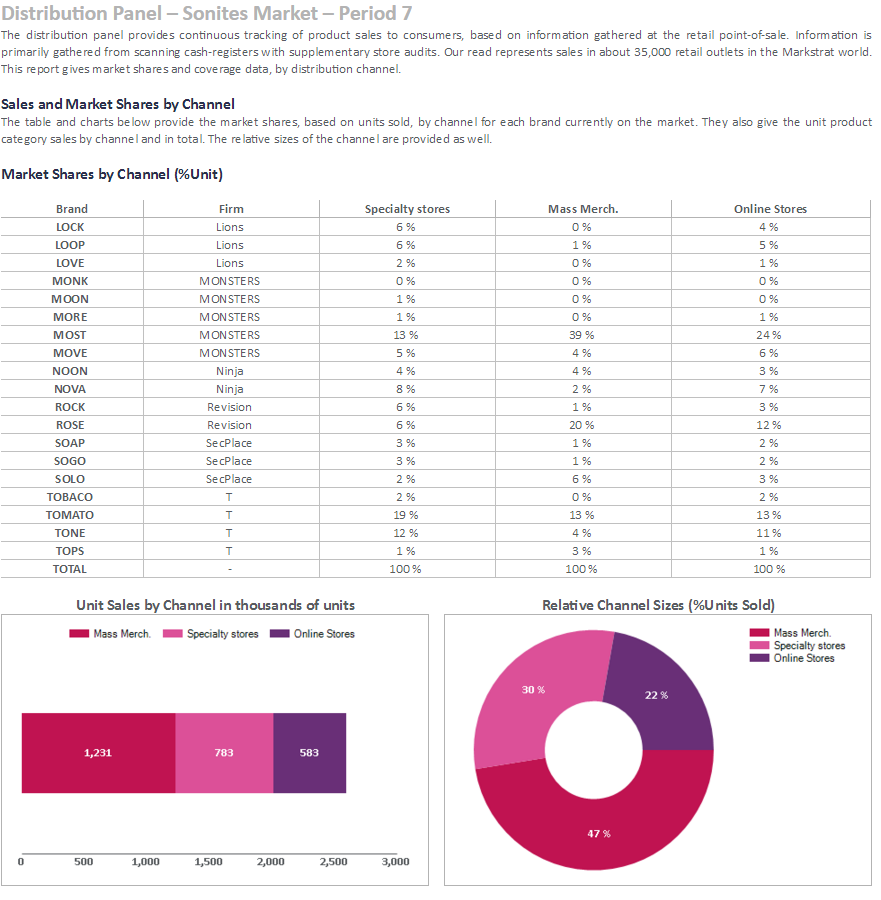 Distribution Panel – Sonites Market – Period 7
The distribution panel provides continuous tracking of product sales to consumers, based on information gathered at the retail point-of-sale. Information is
primarily gathered from scanning cash-registers with supplementary store audits. Our read represents sales in about 35,000 retail outlets in the Markstrat world.
This report gives market shares and coverage data, by distribution channel.
Sales and Market Shares by Channel
The table and charts below provide the market shares, based on units sold, by channel for each brand currently on the market. They also give the unit product
category sales by channel and in total. The relative sizes of the channel are provided as well.
Market Shares by Channel (%Unit)
Brand Firm Specialty stores Mass Merch. Online Stores
LOCK Lions 6 % 0 % 4 %
LOOP Lions 6 % 1 % 5 %
LOVE Lions 2 % 0 % 1 %
MONK MONSTERS 0 % 0 % 0 %
MOON MONSTERS 1 % 0 % 0 %
MORE MONSTERS 1 % 0 % 1 %
MOST MONSTERS 13 % 39 % 24 %
MOVE MONSTERS 5 % 4 % 6 %
NOON Ninja 4 % 4 % 3 %
NOVA Ninja 8 % 2 % 7 %
ROCK Revision 6 % 1 % 3 %
ROSE Revision 6 % 20 % 12 %
SOAP SecPlace 3 % 1 % 2 %
SOGO SecPlace 3 % 1 % 2 %
SOLO SecPlace 2 % 6 % 3 %
TOBACO T 2 % 0 % 2 %
TOMATO T 19 % 13 % 13 %
TONE T 12 % 4 % 11 %
TOPS T 1 % 3 % 1 %
TOTAL - 100 % 100 % 100 %
Unit Sales by Channel in thousands of units
Mass Merch. Specialty stores Online Stores
1,231 783 583
0 500 1,000 1,500 2,000 2,500 3,000
Relative Channel Sizes (%Units Sold)
Mass Merch.
Specialty stores
Online Stores
30 %
22 %
47 %